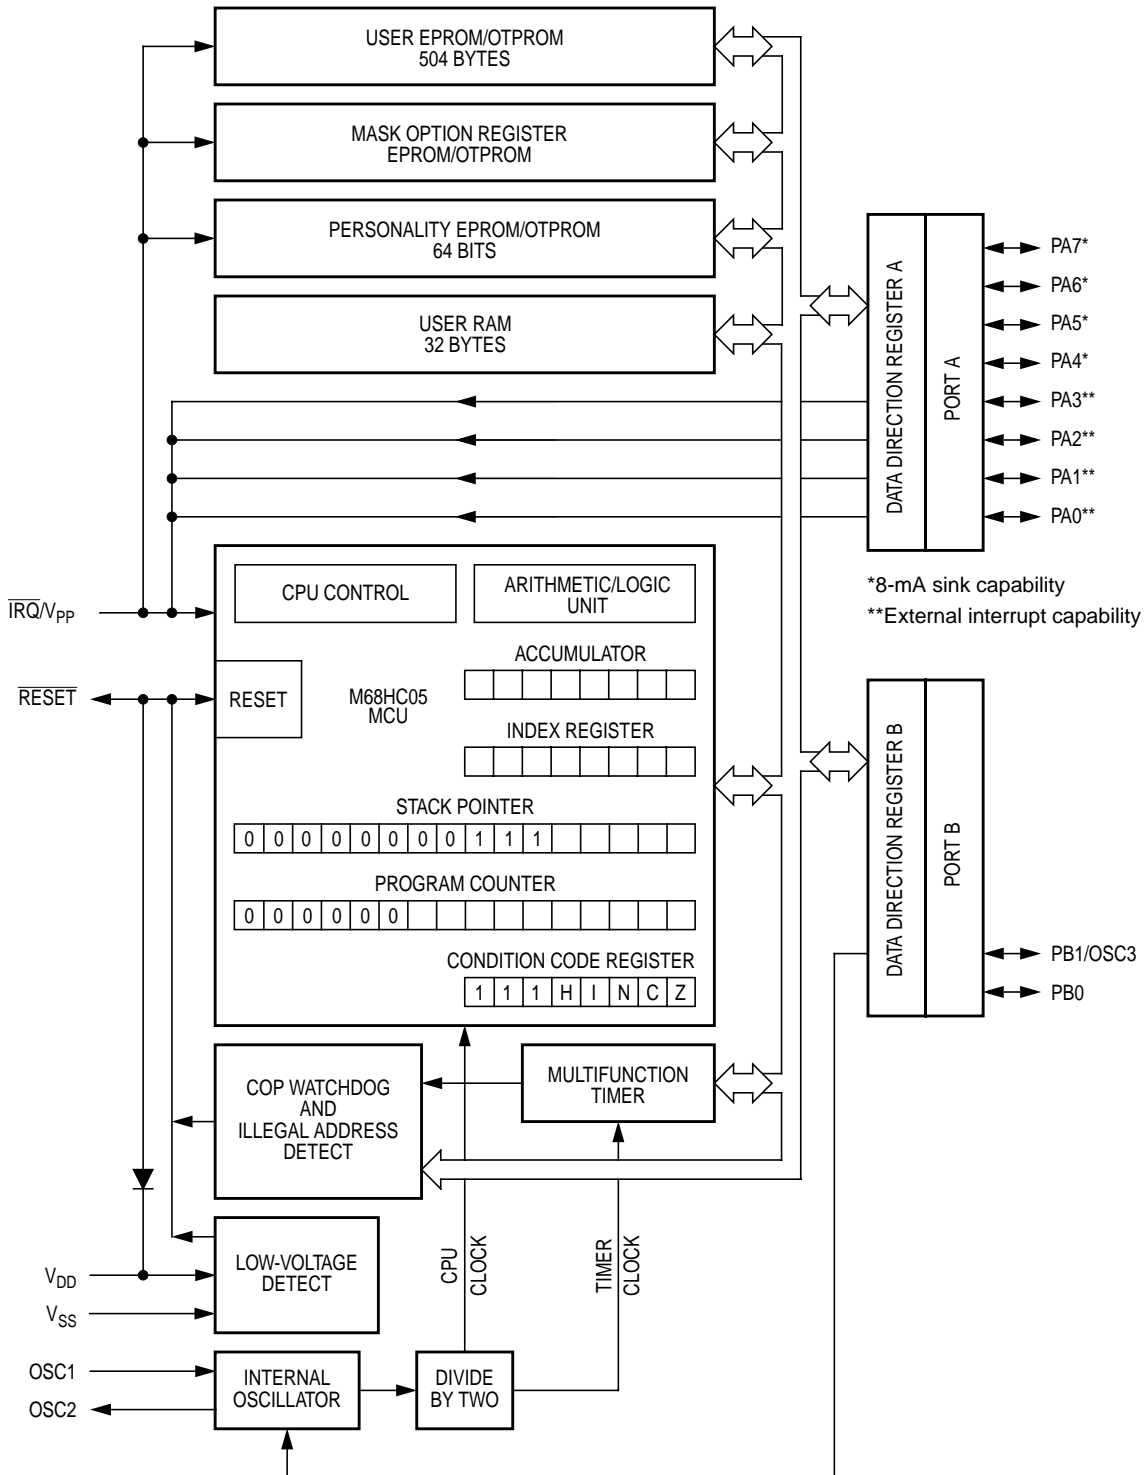 USER EPROM/OTPROM
504 BYTES
MASK OPTION REGISTER
EPROM/OTPROM
PERSONALITY EPROM/OTPROM
64 BITS
USER RAM
32 BYTES
DATA DIRECTION REGISTER A
PORT A
PA7*
PA6*
PA5*
PA4*
PA3**
PA2**
PA1**
PA0**
*8-mA sink capability
**External interrupt capability
IRQ/VPP
CPU CONTROL
ARITHMETIC/LOGIC
UNIT
ACCUMULATOR
RESET
RESET
M68HC05
MCU
INDEX REGISTER
STACK POINTER
0 0 0 0 0 0 0 0 1 1 1
PROGRAM COUNTER
0 0 0 0 0 0
CONDITION CODE REGISTER
1 1 1 H I N C Z
DATA DIRECTION REGISTER B
PORT B
PB1/OSC3
PB0
COP WATCHDOG
AND
ILLEGAL ADDRESS
DETECT
MULTIFUNCTION
TIMER
CPU
CLOCK
TIMER
CLOCK
VDD
VSS
LOW-VOLTAGE
DETECT
OSC1
OSC2
INTERNAL
OSCILLATOR
DIVIDE
BY TWO